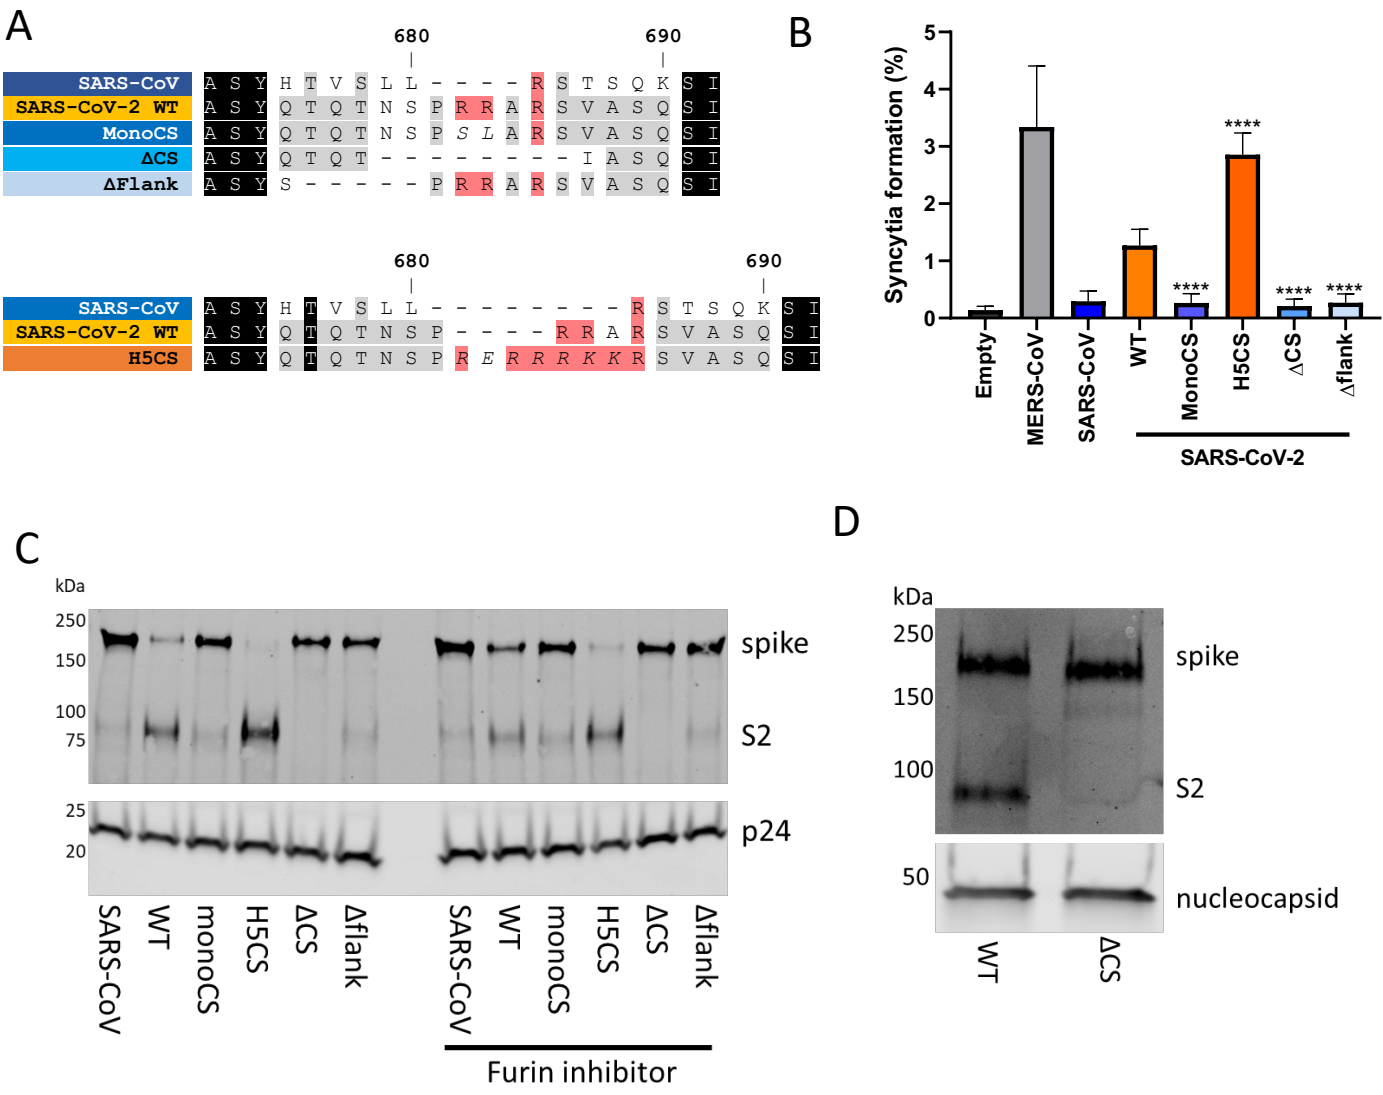 A
680 690
SARS-CoV A S Y H T V S L L - - - - R S T S Q K S I
SARS-CoV-2 WT A S Y Q T Q T N S P R R A R S V A S Q S I
MonoCS A S Y Q T Q T N S P S L A R S V A S Q S I
ΔCS A S Y Q T Q T - - - - - - - - I A S Q S I
ΔFlank A S Y S - - - - - P R R A R S V A S Q S I
680 690
SARS-CoV A S Y H T V S L L - - - - - - - - R S T S Q K S I
SARS-CoV-2 WT A S Y Q T Q T N S P - - - - R R A R S V A S Q S I
H5CS A S Y Q T Q T N S P R E R R R K K R S V A S Q S I
B
Syncytia formation (%)
5
4
3
2
1
0
**** **** **** ****
Empty
MERS-CoV
SARS-CoV
WT
MonoCS
H5CS
ΔCS
Δflank
SARS-CoV-2
C
kDa
250
150
100
75
spike
S2
25
20
p24
SARS-CoV
WT
monoCS
H5CS
ΔCS
Δflank
SARS-CoV
WT
monoCS
H5CS
ΔCS
Δflank
Furin inhibitor
D
kDa
250
150
100
spike
S2
50
nucleocapsid
WT
ΔCS